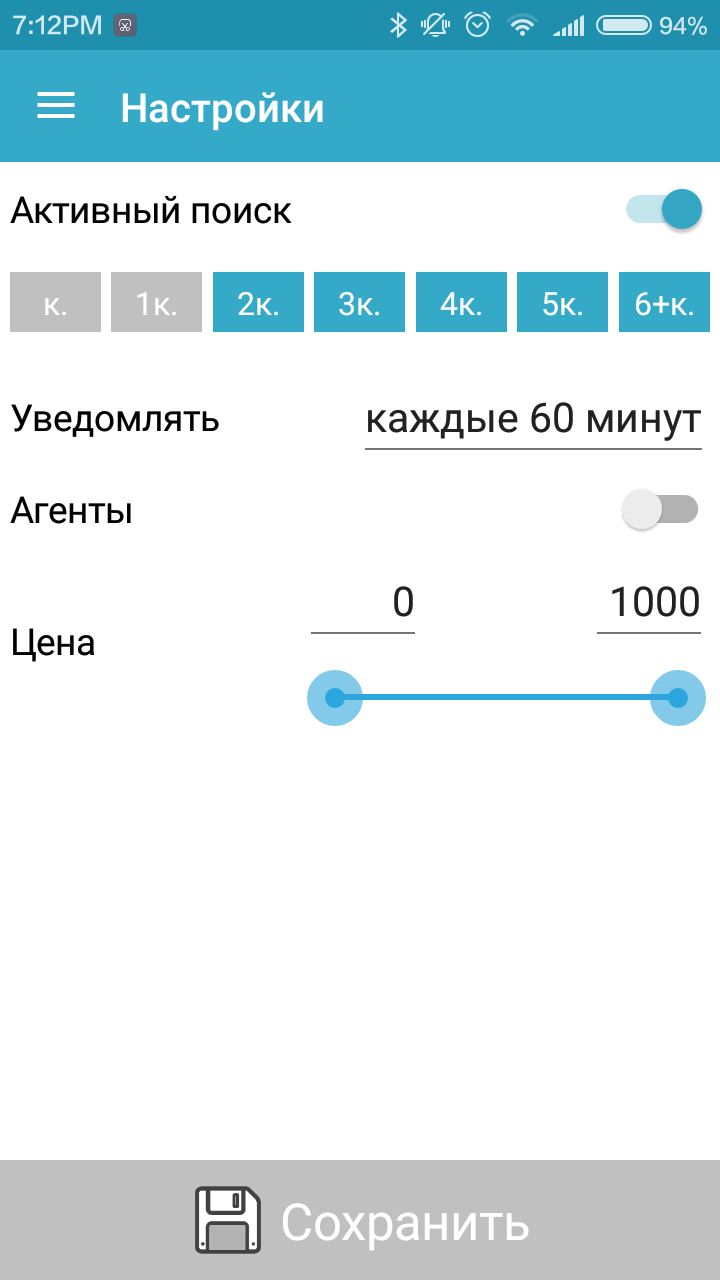 7:12PM 94%
Настройки
Активный поиск
к. 1к. 2к. 3к. 4к. 5к. 6+к.
Уведомлять каждые 60 минут
Агенты
0 1000
Цена
Сохранить